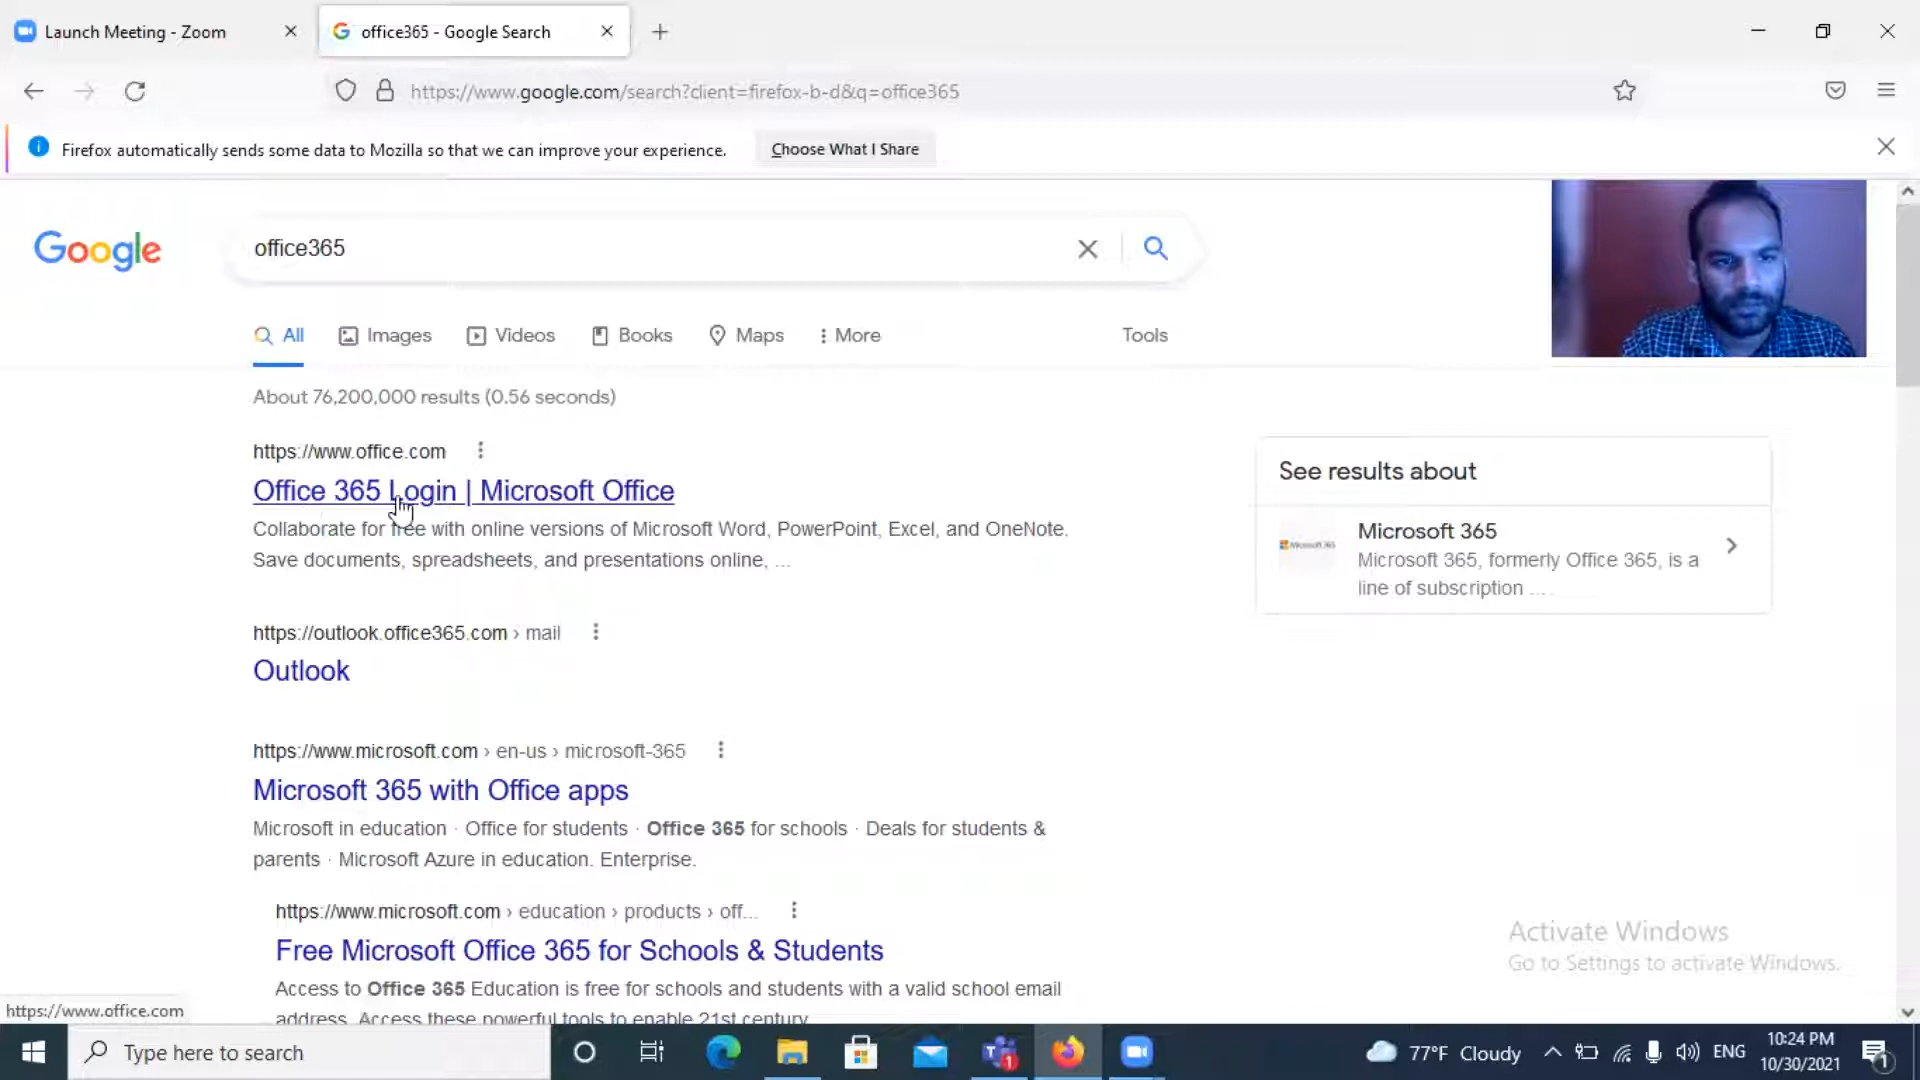 Launch Meeting - Zoom
office365 - Google Search
https://www.google.com/search?client=firefox-b-d&q=office365
Firefox automatically sends some data to Mozilla so that we can improve your experience.
Choose What I Share
Google
office365
All
Images
Videos
Books
Maps
More
Tools
About 76,200,000 results (0.56 seconds)
https://www.office.com
Office 365 Login | Microsoft Office
Collaborate for free with online versions of Microsoft Word, PowerPoint, Excel, and OneNote.
Save documents, spreadsheets, and presentations online, ...
https://outlook.office365.com › mail
Outlook
https://www.microsoft.com › en-us › microsoft-365
Microsoft 365 with Office apps
Microsoft in education · Office for students · Office 365 for schools · Deals for students &
parents · Microsoft Azure in education. Enterprise.
https://www.microsoft.com › education › products › off...
Free Microsoft Office 365 for Schools & Students
Access to Office 365 Education is free for schools and students with a valid school email
address. Access these powerful tools to enable 21st century
See results about
Microsoft 365
Microsoft 365
Microsoft 365, formerly Office 365, is a
line of subscription ...
Activate Windows
Go to Settings to activate Windows.
https://www.office.com
Type here to search
1
77°F Cloudy
ENG
10:24 PM
10/30/2021
1